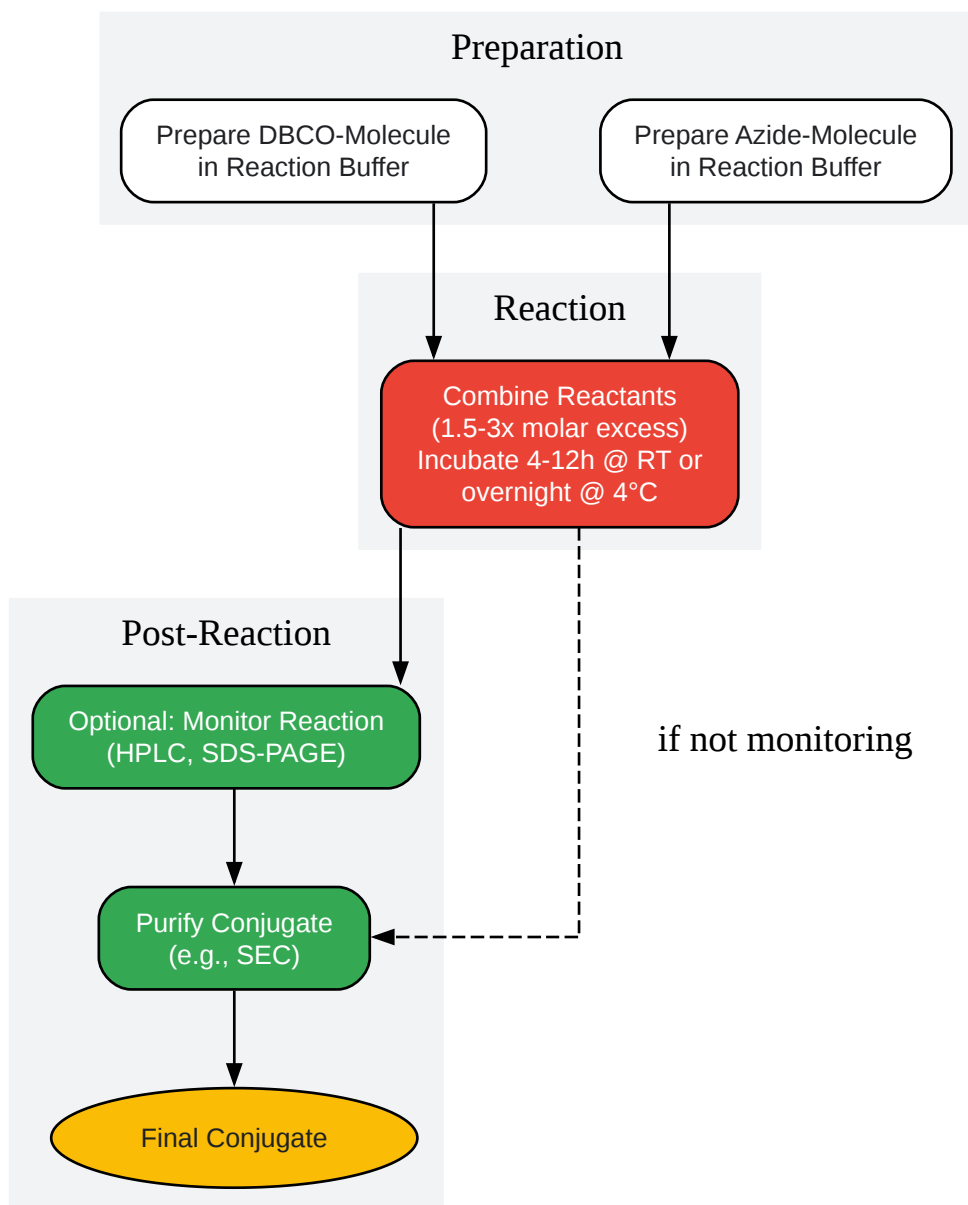 Preparation
Prepare DBCO-Molecule
in Reaction Buffer
Prepare Azide-Molecule
in Reaction Buffer
Reaction
Combine Reactants
(1.5-3x molar excess)
Incubate 4-12h @ RT or
overnight @ 4°C
Post-Reaction
Optional: Monitor Reaction
(HPLC, SDS-PAGE)
if not monitoring
Purify Conjugate
(e.g., SEC)
Final Conjugate